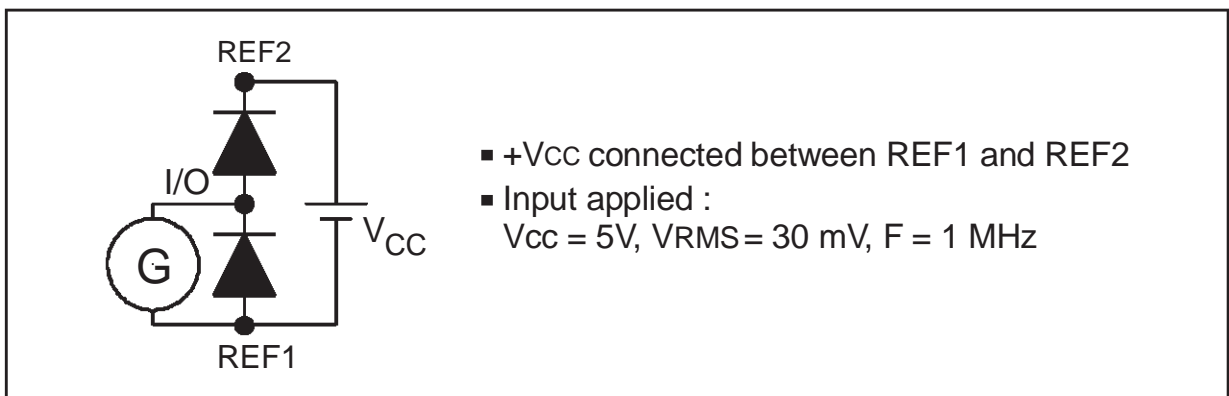 REF2
I/O
G
VCC
REF1
▪ +VCC connected between REF1 and REF2
▪ Input applied :
Vcc = 5V, VRMS = 30 mV, F = 1 MHz